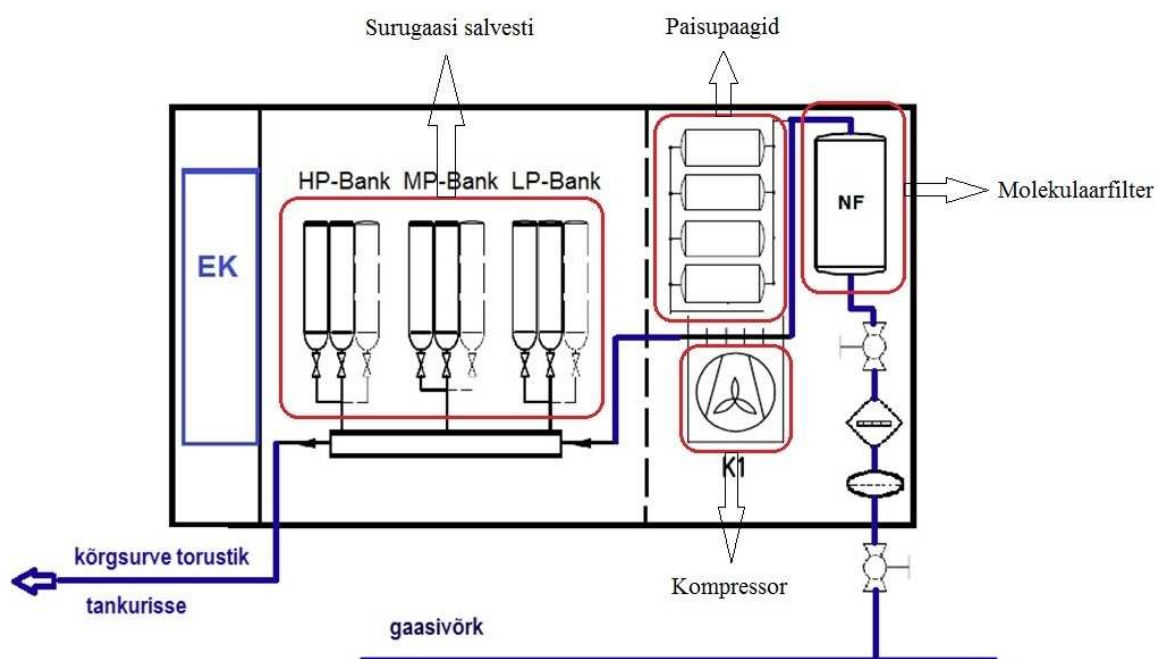 Surugaasi salvesti
Paisupaagid
HP-Bank MP-Bank LP-Bank
NF
Molekulaarfilter
EK
K1
kõrgsurve torustik
tankurisse
Kompressor
gaasivõrk